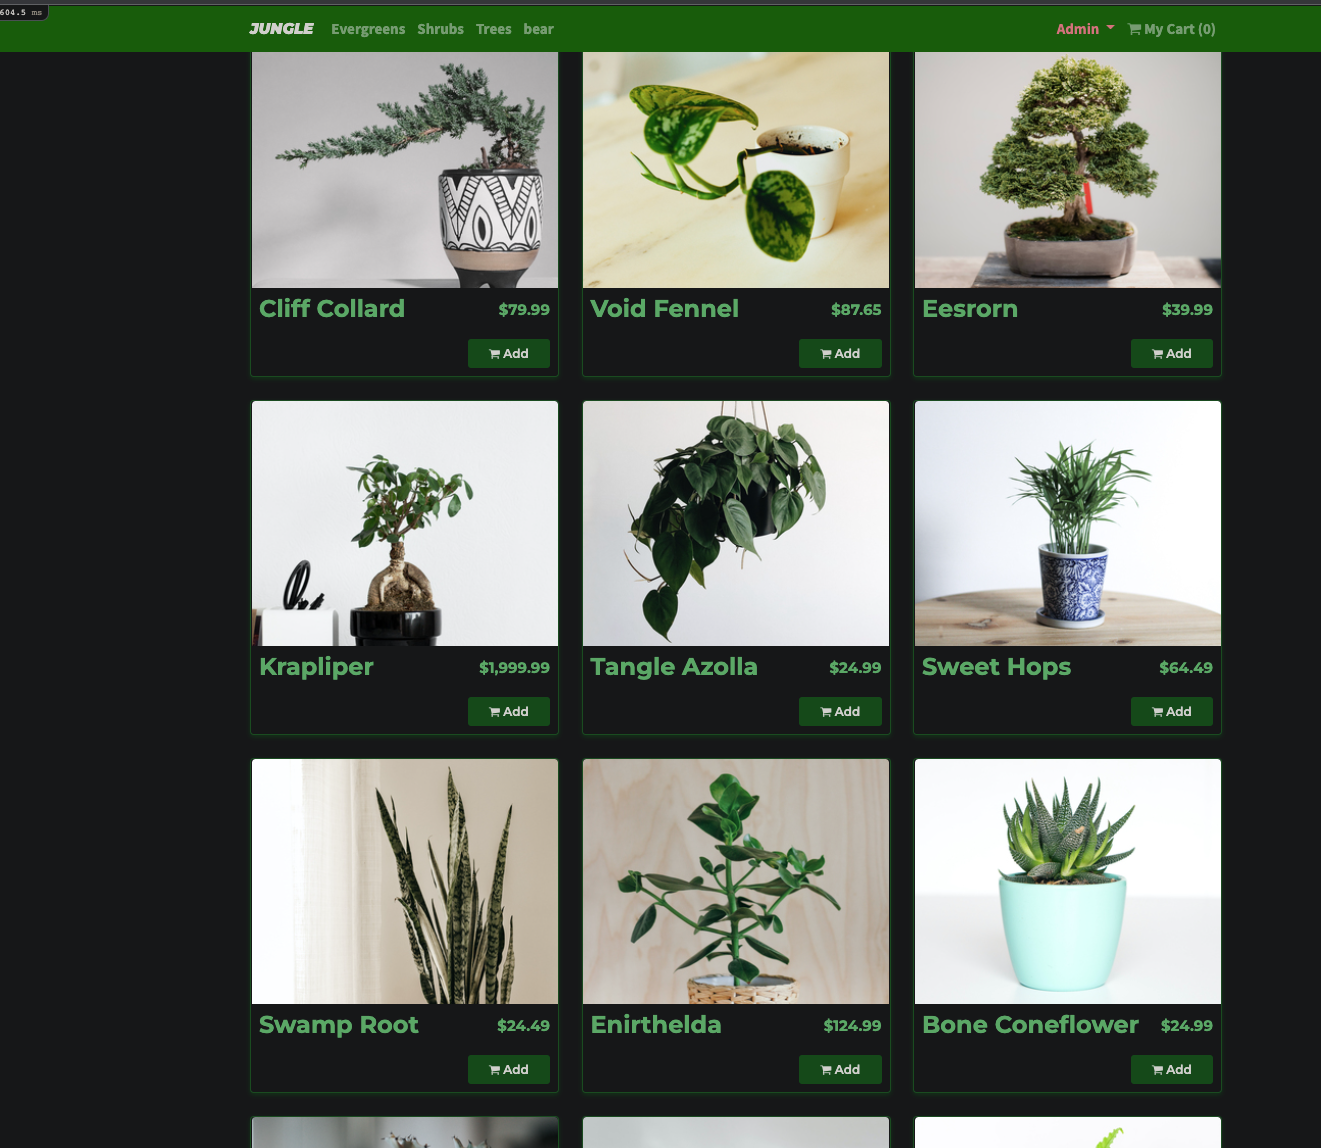 604.5 ms
JUNGLE Evergreens Shrubs Trees bear Admin My Cart (0)
Cliff Collard $79.99
Add
Void Fennel $87.65
Add
Eesrorn $39.99
Add
Krapliper $1,999.99
Add
Tangle Azolla $24.99
Add
Sweet Hops $64.49
Add
Swamp Root $24.49
Add
Enirthelda $124.99
Add
Bone Coneflower $24.99
Add